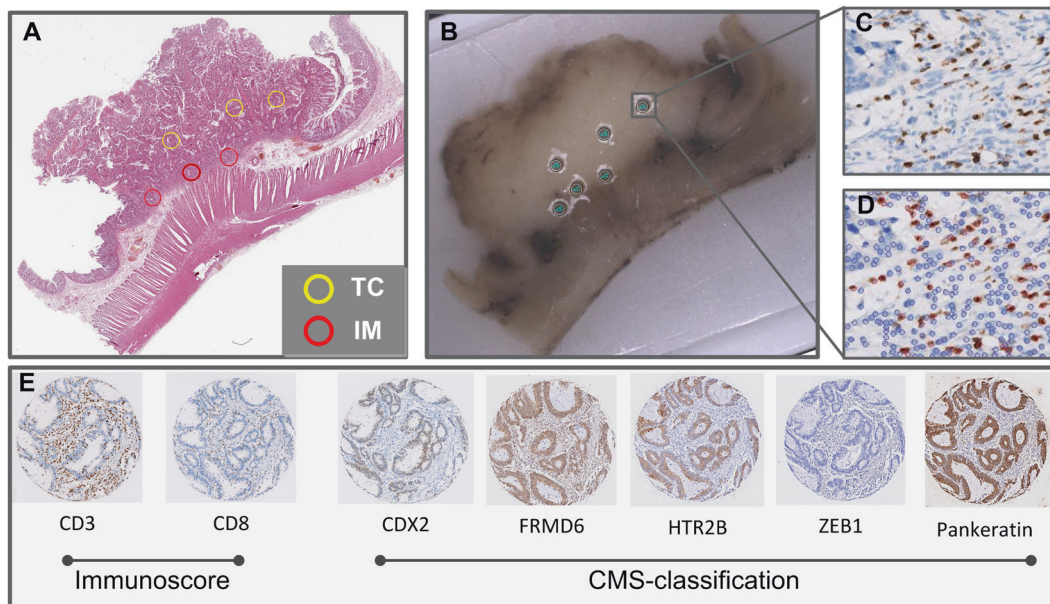 A
B
C
D
TC
IM
E
CD3
CD8
CDX2
FRMD6
HTR2B
ZEB1
Pankeratin
Immunoscore
CMS-classification